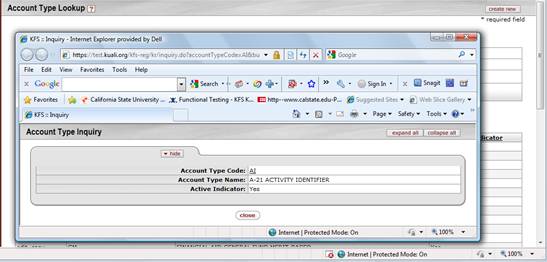 Account Type Lookup ?
create new
* required field
KFS :: Inquiry - Internet Explorer provided by Dell
https://test.kuali.org/kfs-reg/kr/inquiry.do?accountTypeCode=AI&bu
Google
File Edit View Favorites Tools Help
x Google Search Sign In x Snagit
Favorites California State University ... Functional Testing - KFS K... http--www.calstate.edu-P... Suggested Sites Web Slice Gallery
KFS :: Inquiry
Page Safety Tools
Account Type Inquiry
expand all collapse all
icator
hide
Account Type Code: AI
Account Type Name: A-21 ACTIVITY IDENTIFIER
Active Indicator: Yes
close
Internet | Protected Mode: On 100%
Internet | Protected Mode: On 100%